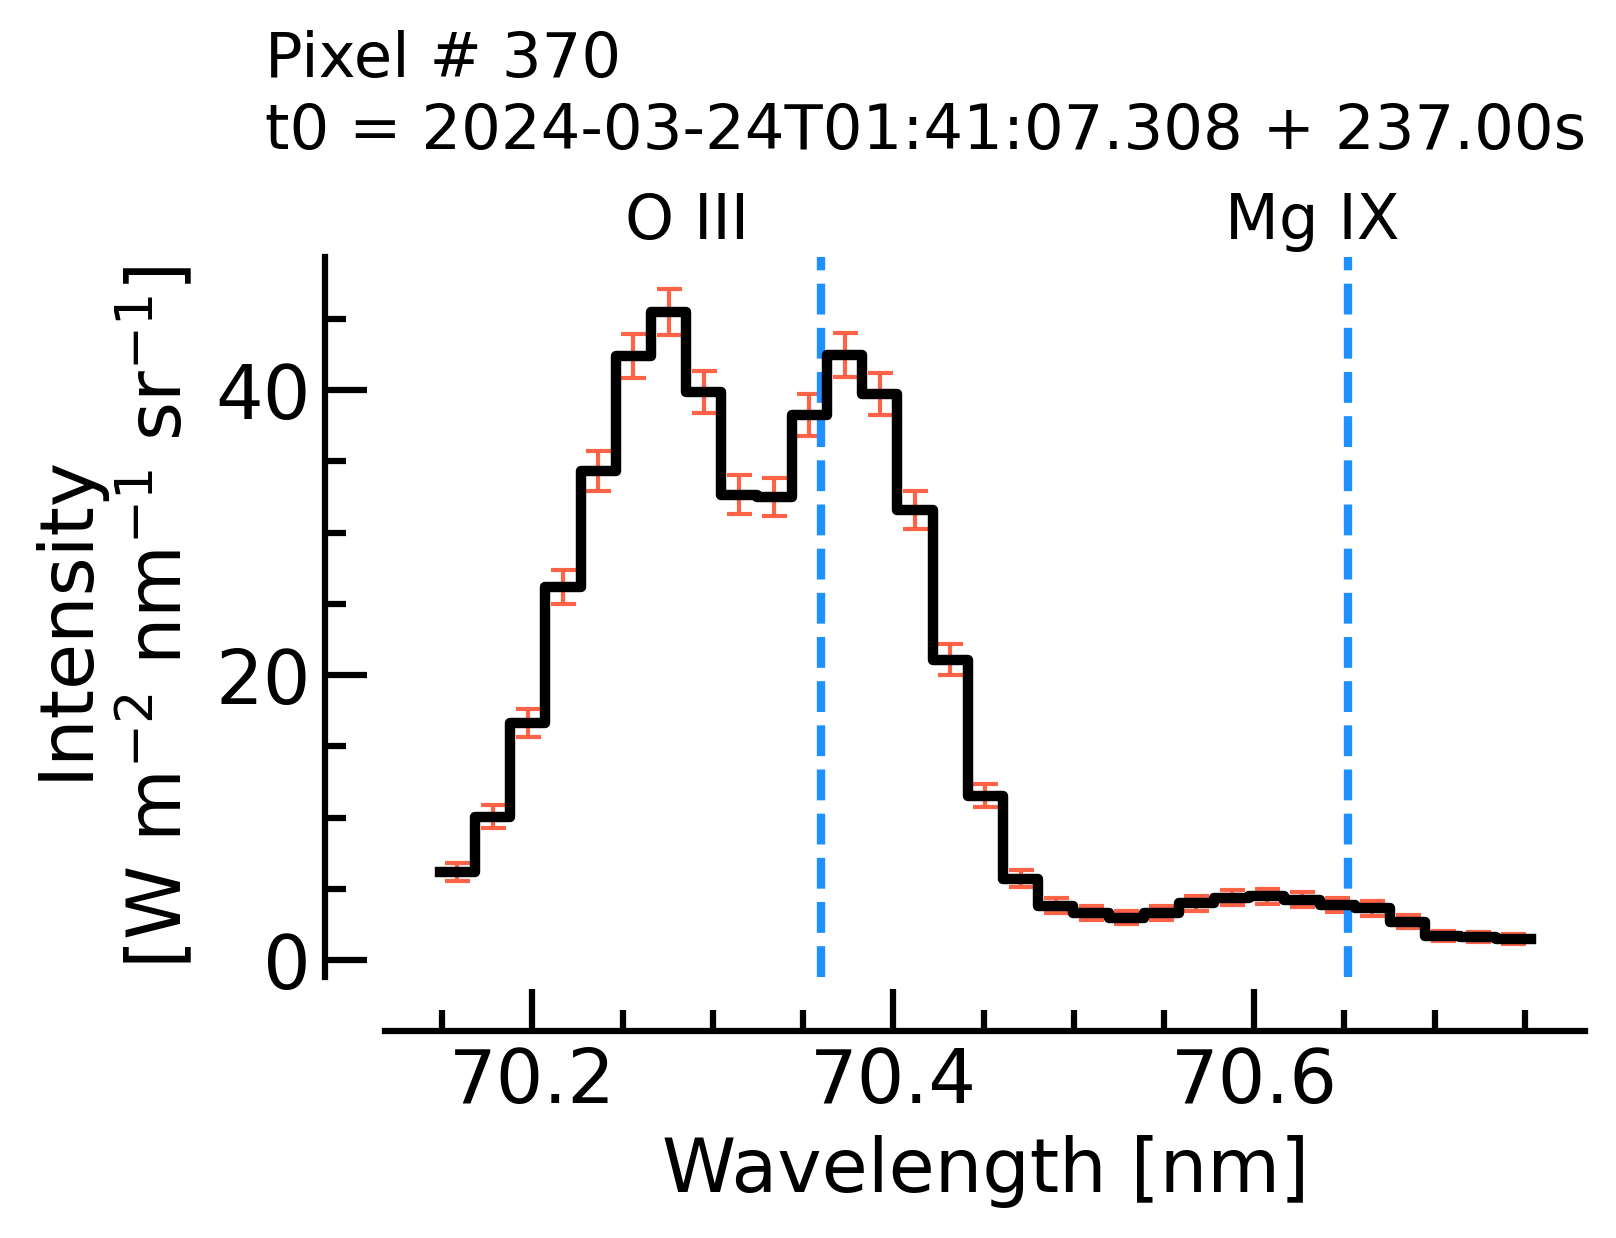 Pixel # 370
t0 = 2024-03-24T01:41:07.308 + 237.00s
O III
Mg IX
Intensity
[W m⁻² nm⁻¹ sr⁻¹]
40
20
0
70.2
70.4
70.6
Wavelength [nm]